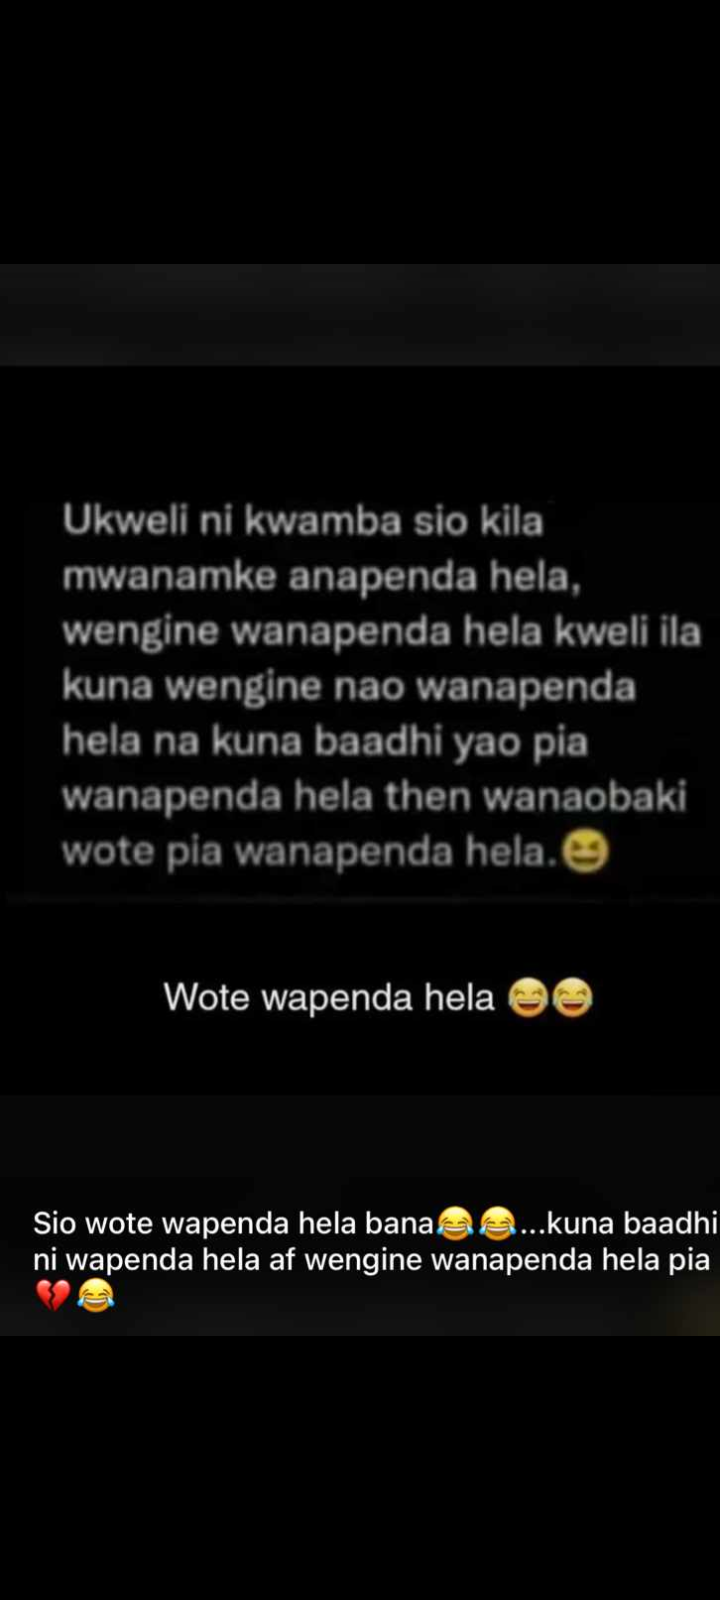 Ukweli ni kwamba sio kila
mwanamke anapenda hela,
wengine wanapenda hela kweli ila
kuna wengine nao wanapenda
hela na kuna baadhi yao pia
wanapenda hela then wanaobaki
wote pia wanapenda hela.😆
Wote wapenda hela 😂😂
Sio wote wapenda hela bana😂😂...kuna baadhi
ni wapenda hela af wengine wanapenda hela pia
💔😂